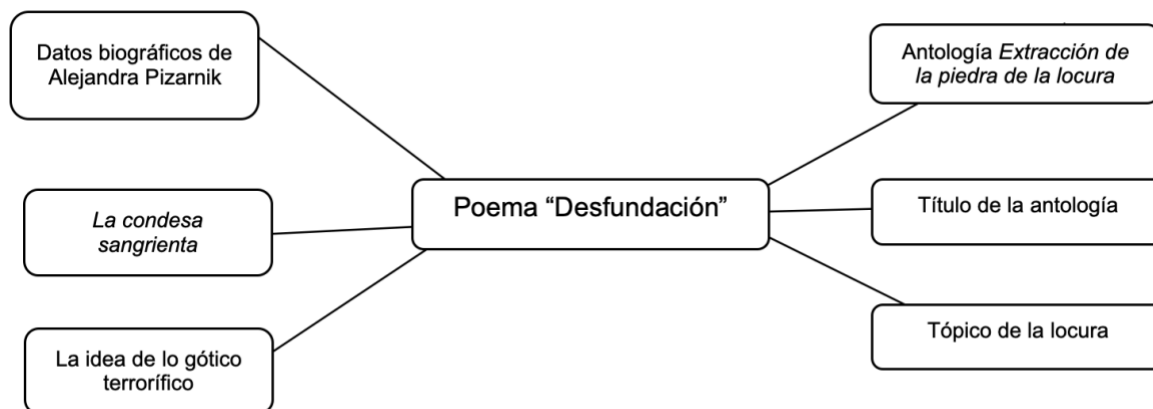 Datos biográficos de
Alejandra Pizarnik
La condesa
sangrienta
La idea de lo gótico
terrorífico
Poema “Desfundación”
Antología Extracción de
la piedra de la locura
Título de la antología
Tópico de la locura